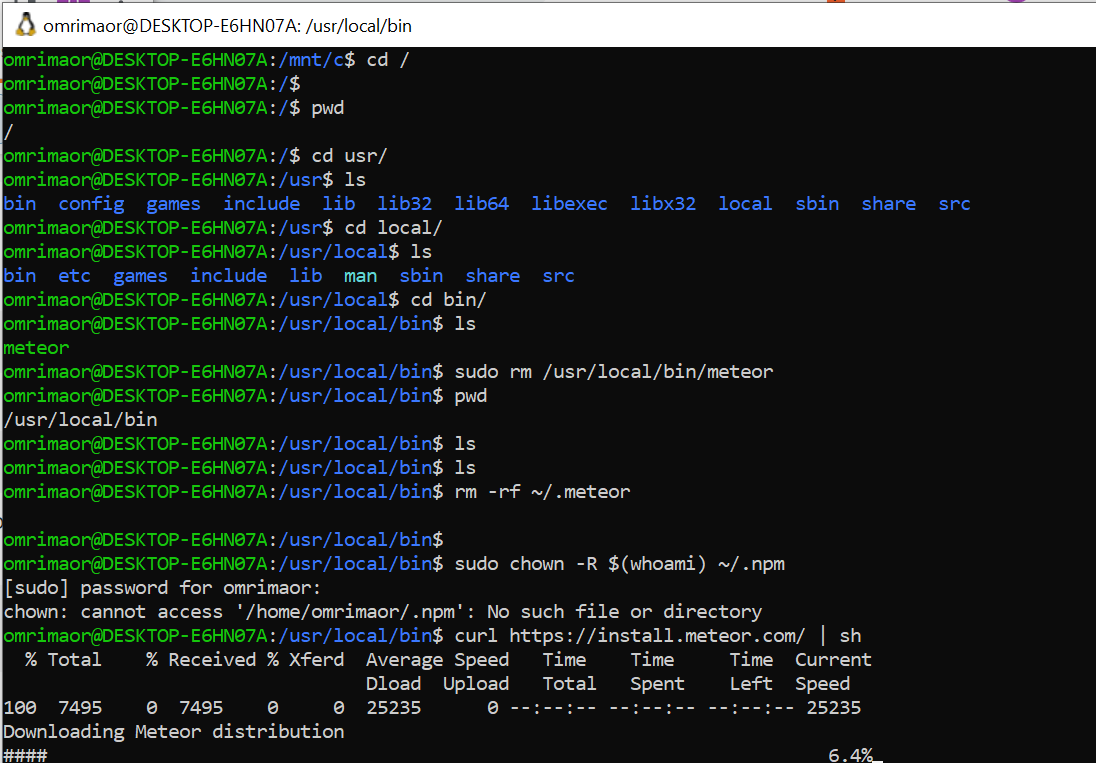 omrimaor@DESKTOP-E6HN07A: /usr/local/bin
omrimaor@DESKTOP-E6HN07A:/mnt/c$ cd /
omrimaor@DESKTOP-E6HN07A:/$
omrimaor@DESKTOP-E6HN07A:/$ pwd
/
omrimaor@DESKTOP-E6HN07A:/$ cd usr/
omrimaor@DESKTOP-E6HN07A:/usr$ ls
bin  config  games  include  lib  lib32  lib64  libexec  libx32  local  sbin  share  src
omrimaor@DESKTOP-E6HN07A:/usr$ cd local/
omrimaor@DESKTOP-E6HN07A:/usr/local$ ls
bin  etc  games  include  lib  man  sbin  share  src
omrimaor@DESKTOP-E6HN07A:/usr/local$ cd bin/
omrimaor@DESKTOP-E6HN07A:/usr/local/bin$ ls
meteor
omrimaor@DESKTOP-E6HN07A:/usr/local/bin$ sudo rm /usr/local/bin/meteor
omrimaor@DESKTOP-E6HN07A:/usr/local/bin$ pwd
/usr/local/bin
omrimaor@DESKTOP-E6HN07A:/usr/local/bin$ ls
omrimaor@DESKTOP-E6HN07A:/usr/local/bin$ ls
omrimaor@DESKTOP-E6HN07A:/usr/local/bin$ rm -rf ~/.meteor
omrimaor@DESKTOP-E6HN07A:/usr/local/bin$
omrimaor@DESKTOP-E6HN07A:/usr/local/bin$ sudo chown -R $(whoami) ~/.npm
[sudo] password for omrimaor:
chown: cannot access '/home/omrimaor/.npm': No such file or directory
omrimaor@DESKTOP-E6HN07A:/usr/local/bin$ curl https://install.meteor.com/ | sh
  % Total    % Received % Xferd  Average Speed   Time    Time     Time  Current
                                 Dload  Upload   Total   Spent    Left  Speed
100  7495    0  7495    0     0  25235      0 --:--:-- --:--:-- --:--:-- 25235
Downloading Meteor distribution
####                                                                       6.4%_